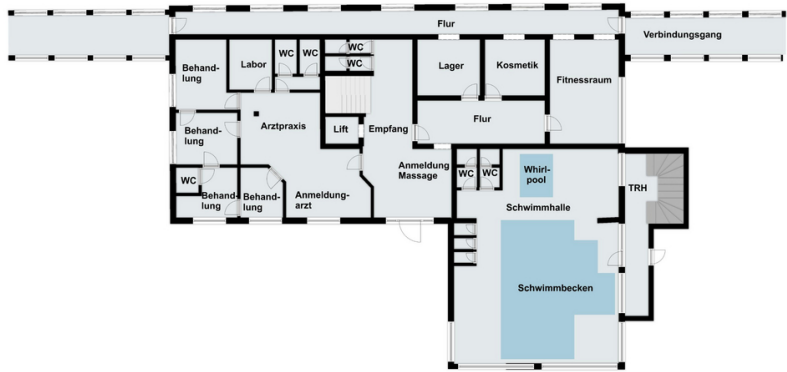 Flur
Verbindungsgang
WC
WC
WC
WC
Behand-
lung
Labor
Lager
Kosmetik
Fitnessraum
Arztpraxis
Lift
Empfang
Flur
Behand-
lung
Anmeldung
Massage
WC
WC
Whirl-
pool
WC
Behand-
lung
Behand-
lung
Anmeldung-
arzt
Schwimmhalle
TRH
Schwimmbecken